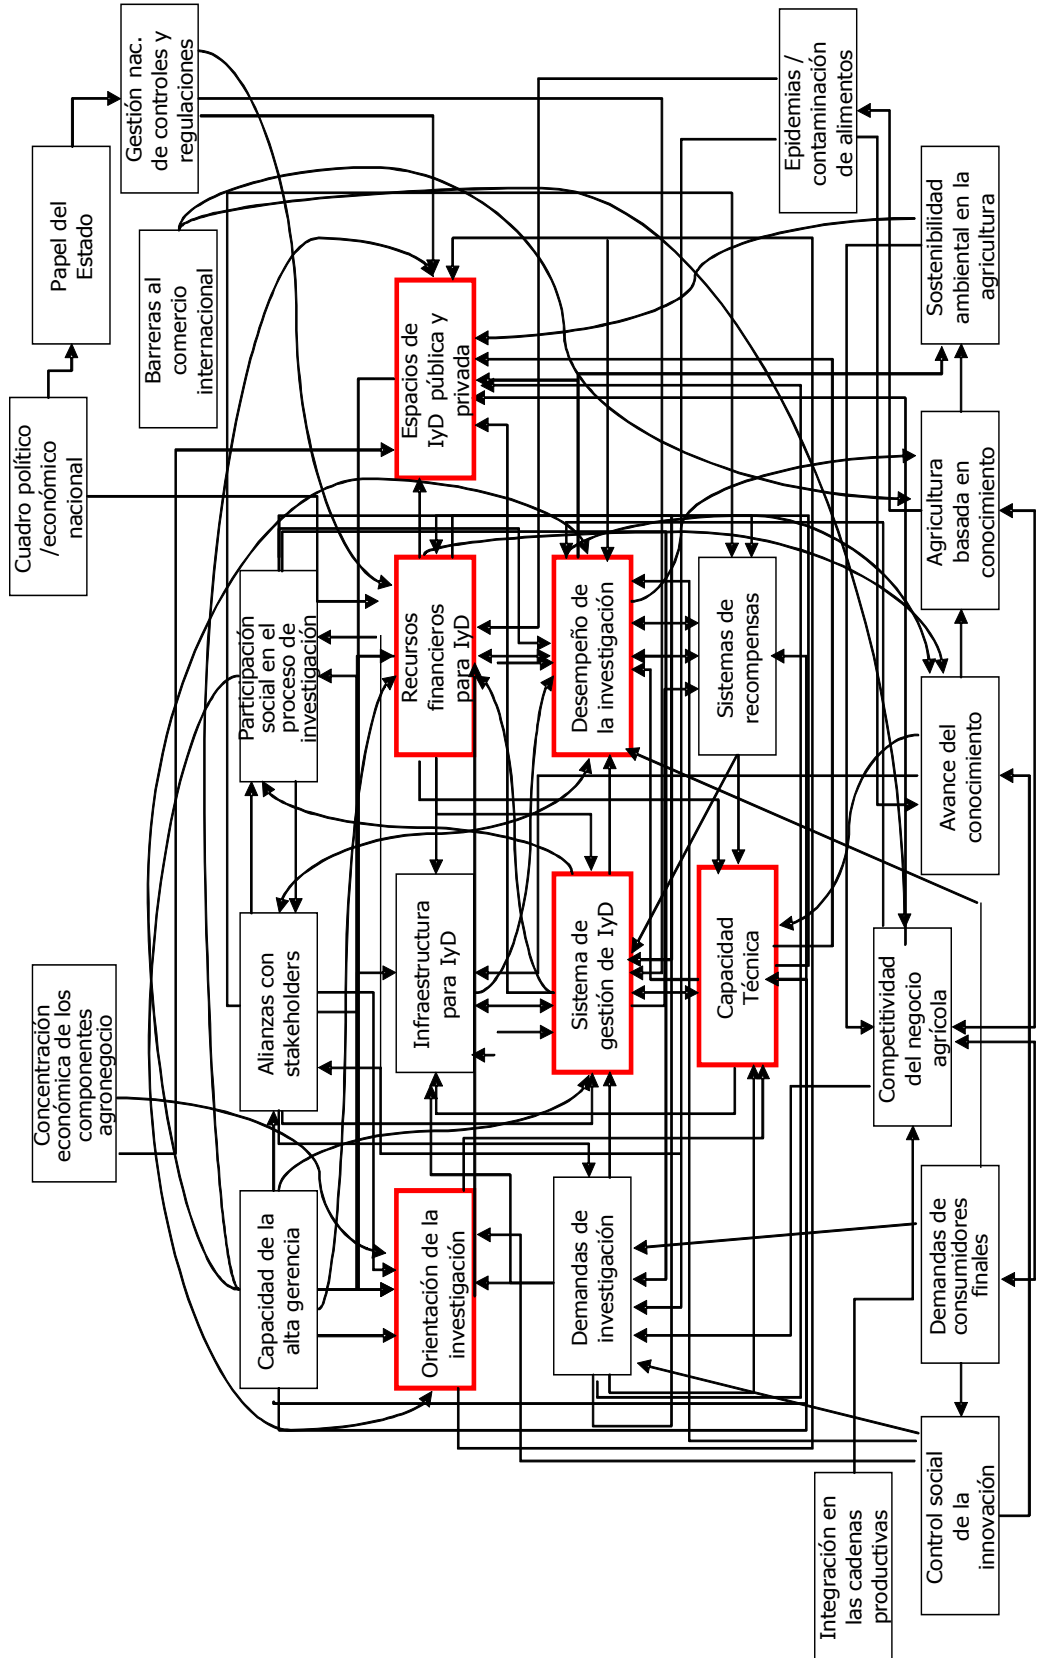 Concentración
económica de los
componentes
agronegocio
Cuadro político
/económico
nacional
Papel del
Estado
Gestión nac.
de controles y
regulaciones
Barreras al
comercio
internacional
Capacidad de la
alta gerencia
Alianzas con
stakeholders
Participación
social en el
proceso de
investigación
Orientación de la
investigación
Infraestructura
para IyD
Recursos
financieros
para IyD
Espacios de
IyD pública y
privada
Demandas de
investigación
Sistema de
gestión de IyD
Desempeño de
la investigación
Capacidad
Técnica
Sistemas de
recompensas
Epidemias /
contaminación
de alimentos
Integración en
las cadenas
productivas
Control social
de la
innovación
Demandas de
consumidores
finales
Competitividad
del negocio
agrícola
Avance del
conocimiento
Agricultura
basada en
conocimiento
Sostenibilidad
ambiental en la
agricultura